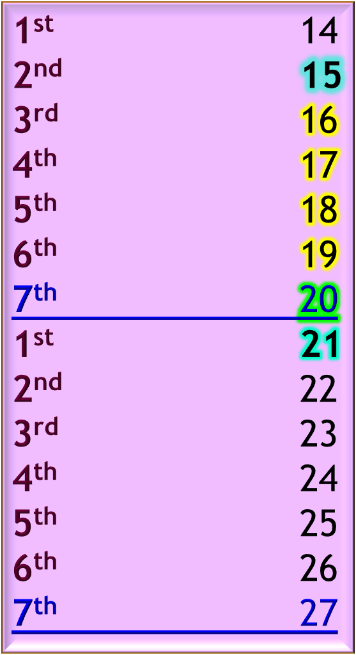 1st 14
2nd 15
3rd 16
4th 17
5th 18
6th 19
7th 20
1st 21
2nd 22
3rd 23
4th 24
5th 25
6th 26
7th 27